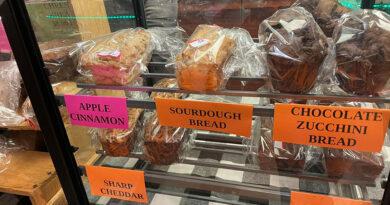 APPLE
CINNAMON
SOURDOUGH
BREAD
CHOCOLATE
ZUCCHINI
BREAD
SHARP
CHEDDAR